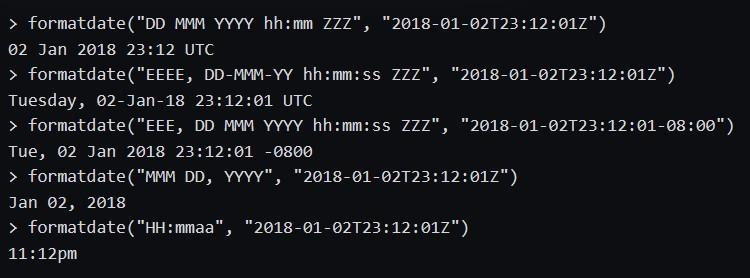 > formatdate("DD MMM YYYY hh:mm ZZZ", "2018-01-02T23:12:01Z")
02 Jan 2018 23:12 UTC
> formatdate("EEEE, DD-MMM-YY hh:mm:ss ZZZ", "2018-01-02T23:12:01Z")
Tuesday, 02-Jan-18 23:12:01 UTC
> formatdate("EEE, DD MMM YYYY hh:mm:ss ZZZ", "2018-01-02T23:12:01-08:00")
Tue, 02 Jan 2018 23:12:01 -0800
> formatdate("MMM DD, YYYY", "2018-01-02T23:12:01Z")
Jan 02, 2018
> formatdate("HH:mmaa", "2018-01-02T23:12:01Z")
11:12pm